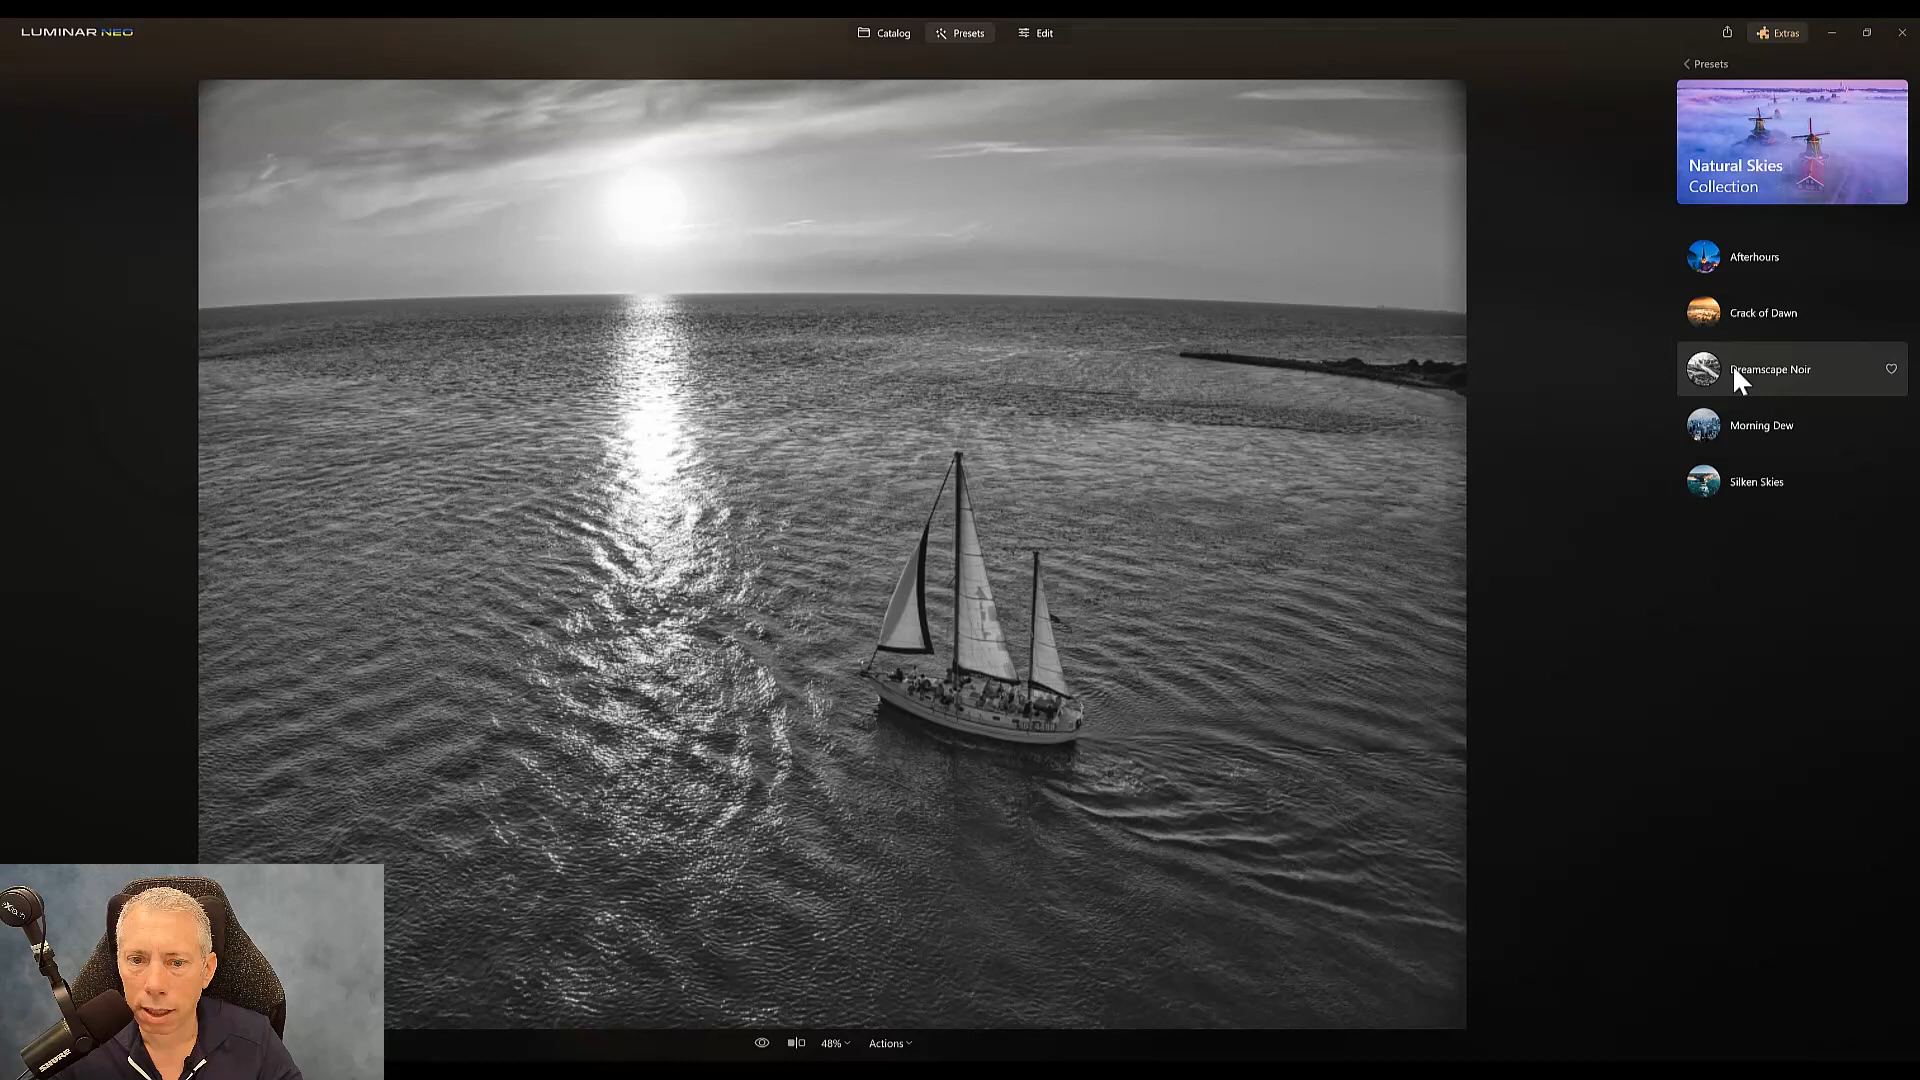 LUMINAR NEO
Catalog
Presets
Edit
Extras
Presets
Natural Skies
Collection
Afterhours
Crack of Dawn
Dreamscape Noir
Morning Dew
Silken Skies
SHURE
48%
Actions